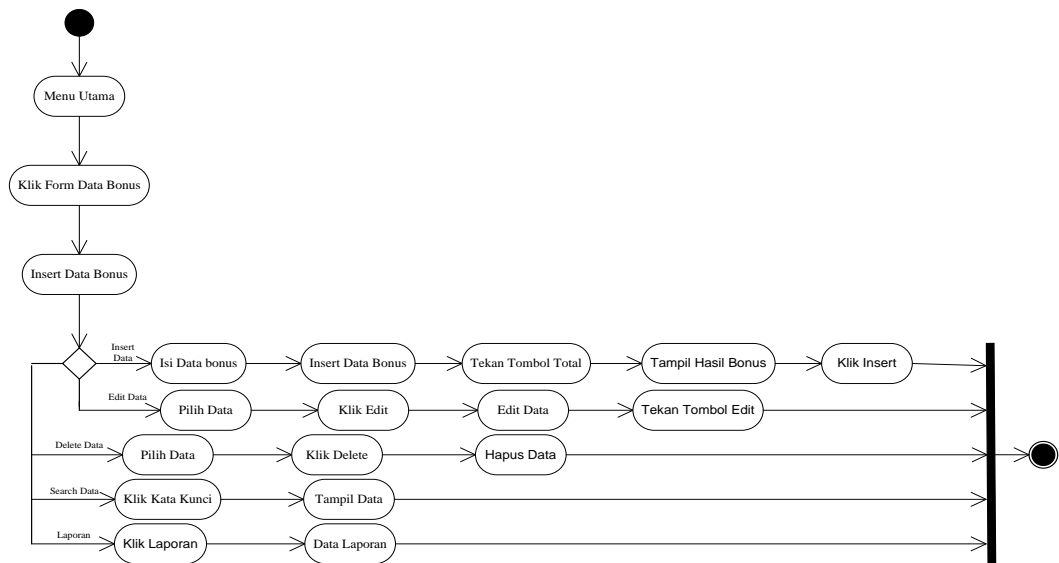 Menu Utama
Klik Form Data Bonus
Insert Data Bonus
Insert
Data
Isi Data bonus
Insert Data Bonus
Tekan Tombol Total
Tampil Hasil Bonus
Klik Insert
Edit Data
Pilih Data
Klik Edit
Edit Data
Tekan Tombol Edit
Delete Data
Pilih Data
Klik Delete
Hapus Data
Search Data
Klik Kata Kunci
Tampil Data
Laporan
Klik Laporan
Data Laporan